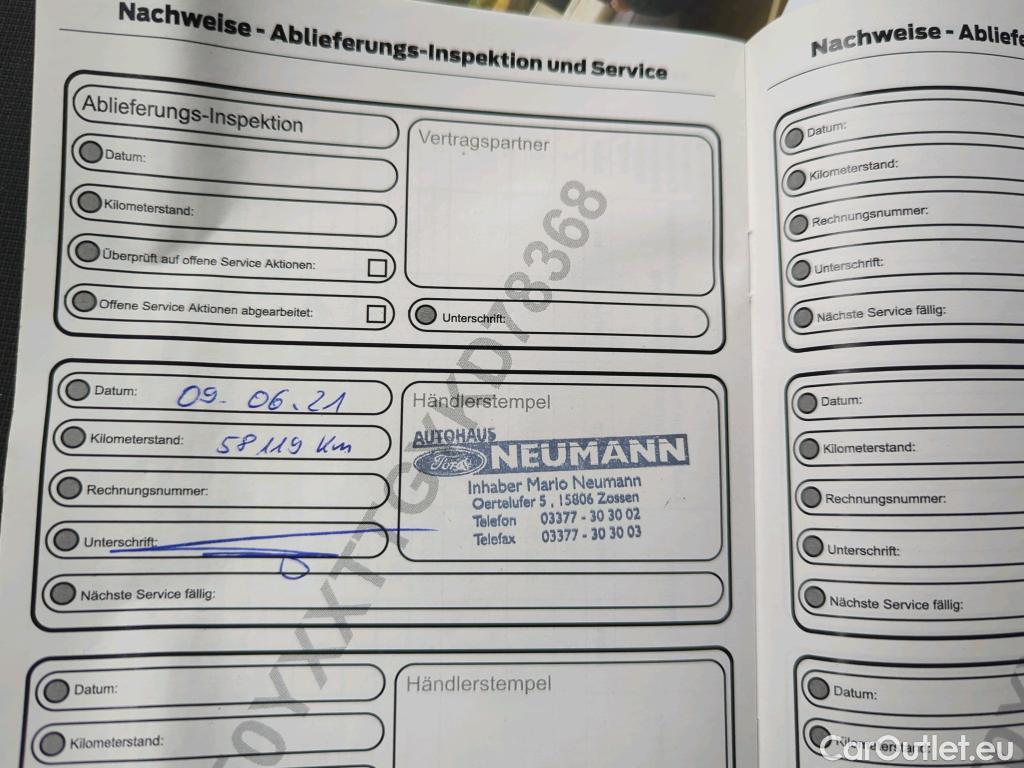 Nachweise - Ablieferungs-Inspektion und Service
Ablieferungs-Inspektion
Datum:
Kilometerstand:
Überprüft auf offene Service Aktionen:
Offene Service Aktionen abgearbeitet:
Vertragspartner
Unterschrift:
Datum: 09.06.21
Kilometerstand: 58119 Km
Rechnungsnummer:
Unterschrift:
Nächste Service fällig:
Händlerstempel
AUTOHAUS
Ford NEUMANN
Inhaber Mario Neumann
Oertelufer 5 , 15806 Zossen
Telefon 03377 - 30 30 02
Telefax 03377 - 30 30 03
Datum:
Kilometerstand:
Händlerstempel
Nachweise - Abliefe
Datum:
Kilometerstand:
Rechnungsnummer:
Unterschrift:
Nächste Service fällig:
Datum:
Kilometerstand:
Rechnungsnummer:
Unterschrift:
Nächste Service fällig:
Datum:
Kilometerstand:
CarOutlet.eu